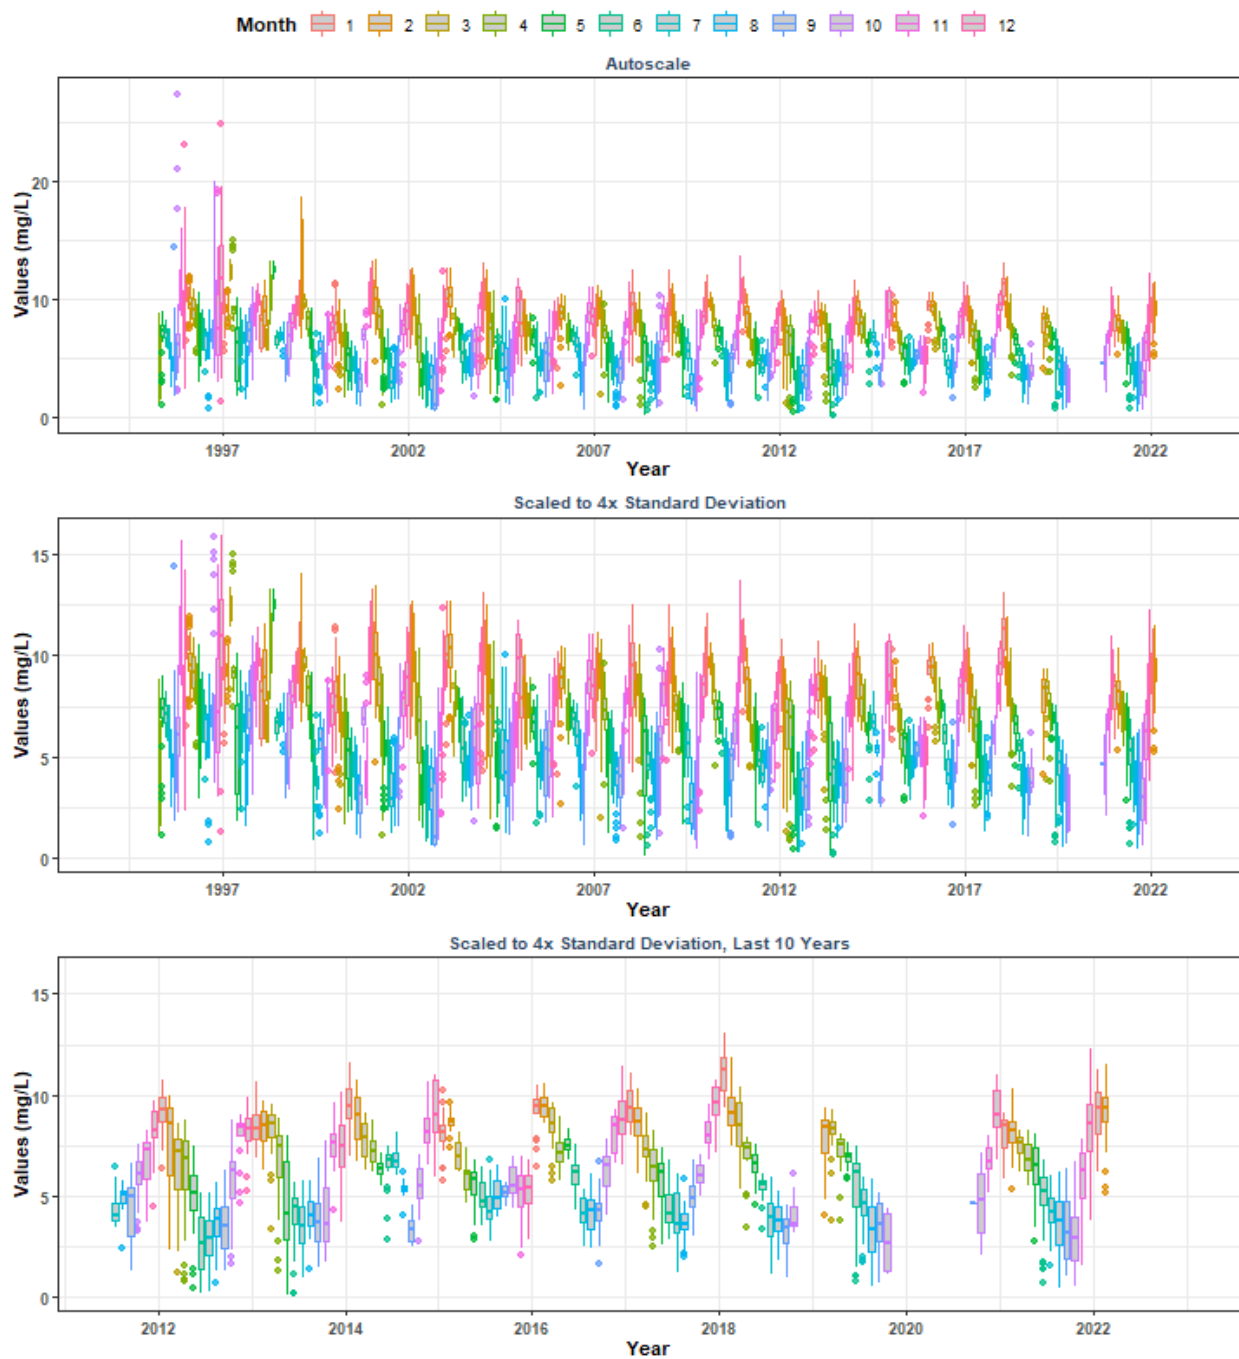 Month 1 2 3 4 5 6 7 8 9 10 11 12
Autoscale
Values (mg/L)
20
10
0
1997 2002 2007 2012 2017 2022
Year
Scaled to 4x Standard Deviation
Values (mg/L)
15
10
5
0
1997 2002 2007 2012 2017 2022
Year
Scaled to 4x Standard Deviation, Last 10 Years
Values (mg/L)
15
10
5
0
2012 2014 2016 2018 2020 2022
Year